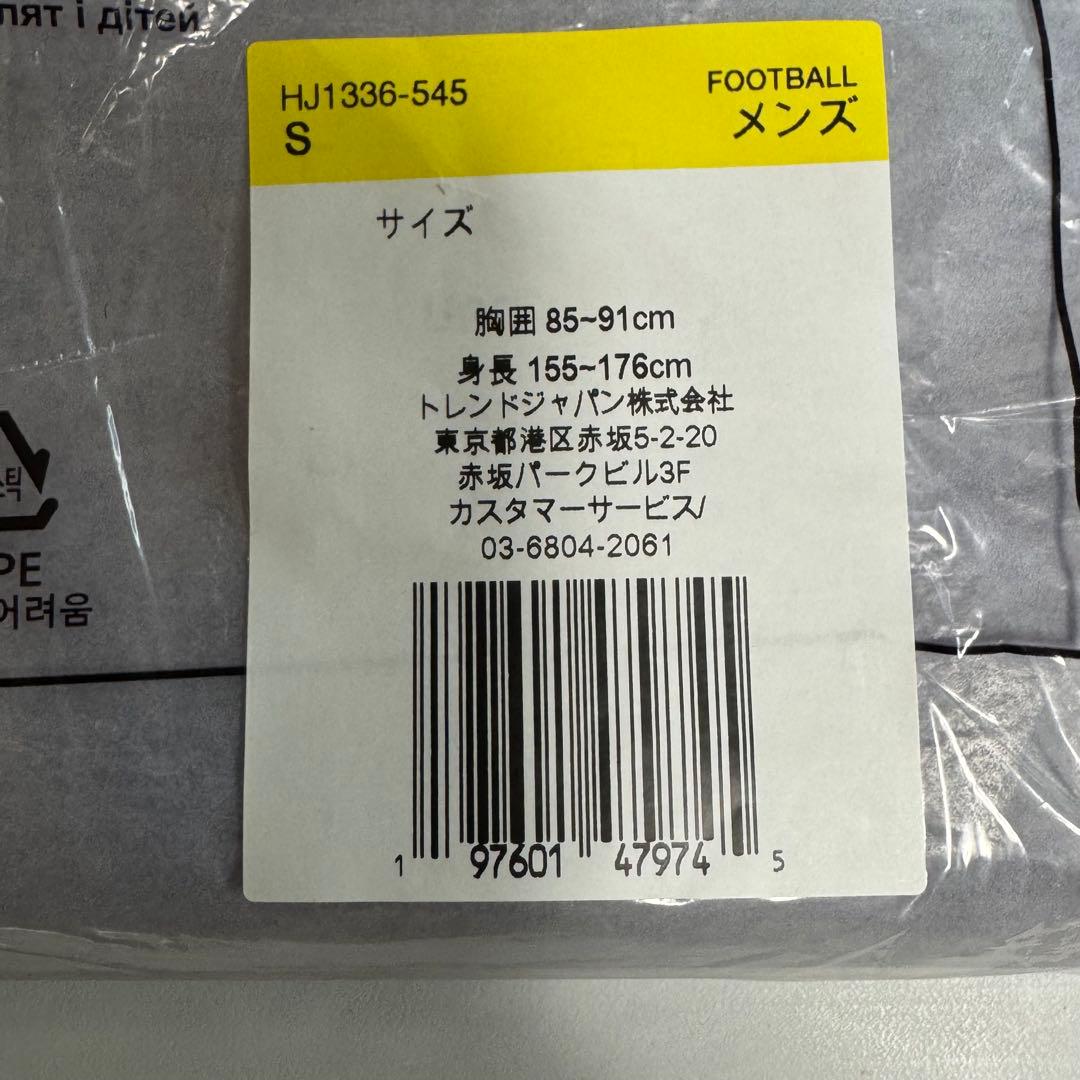 і дітей
HJ1336-545
S
FOOTBALL
メンズ
サイズ
胸囲 85~91cm
身長 155~176cm
トレンドジャパン株式会社
東京都港区赤坂5-2-20
赤坂パークビル3F
カスタマーサービス/
03-6804-2061
PE
어려움
1 97601 47974 5